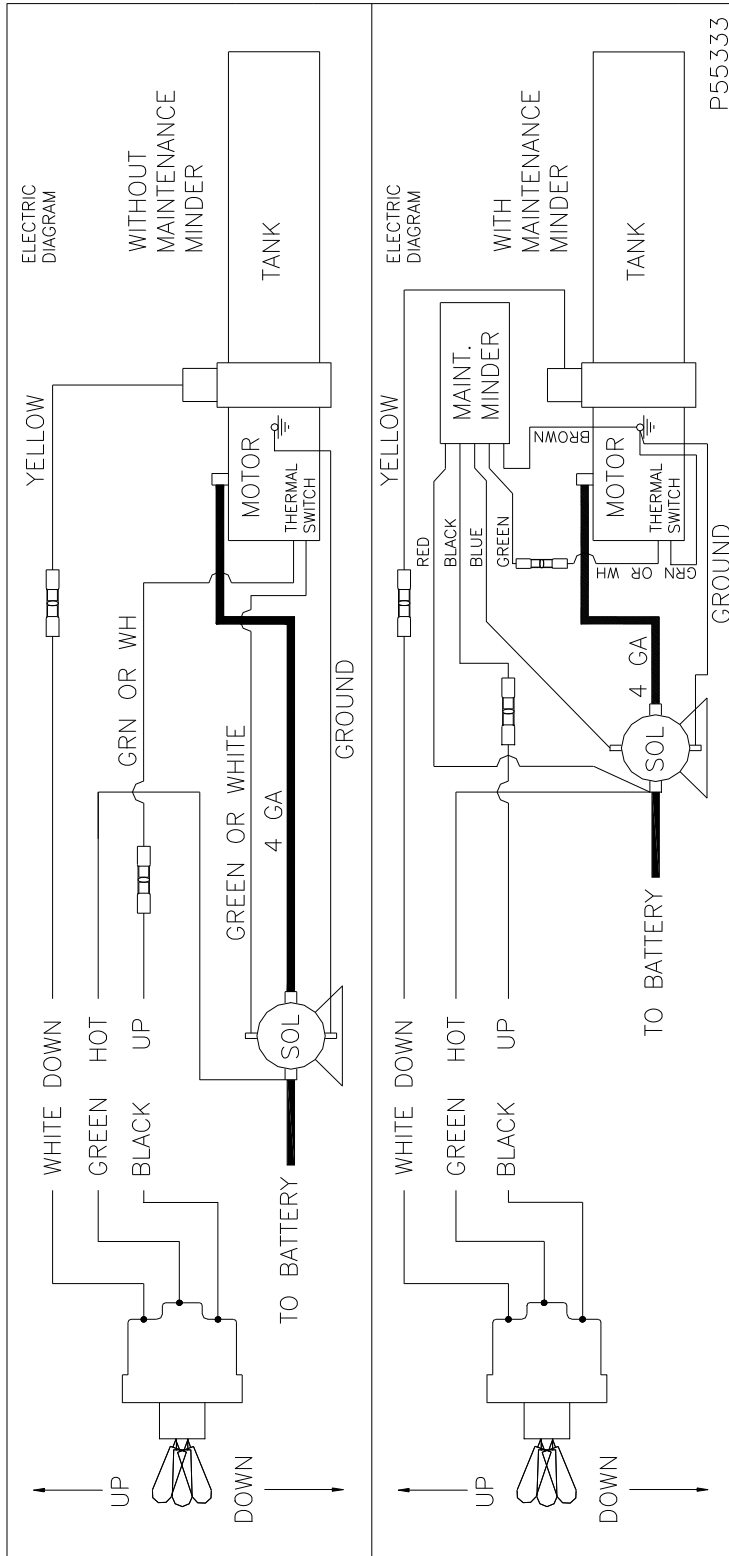 ELECTRIC
DIAGRAM
WITHOUT
MAINTENANCE
MINDER
YELLOW
TANK
MOTOR
THERMAL
SWITCH
GRN OR WH
GREEN OR WHITE
4 GA
GROUND
SOL
WHITE DOWN
GREEN HOT
BLACK UP
TO BATTERY
UP
DOWN
ELECTRIC
DIAGRAM
WITH
MAINTENANCE
MINDER
YELLOW
MAINT.
MINDER
TANK
RED
BLACK
BLUE
GREEN
BROWN
MOTOR
THERMAL
SWITCH
GRN OR WH
4 GA
GROUND
SOL
WHITE DOWN
GREEN HOT
BLACK UP
TO BATTERY
UP
DOWN
P55333